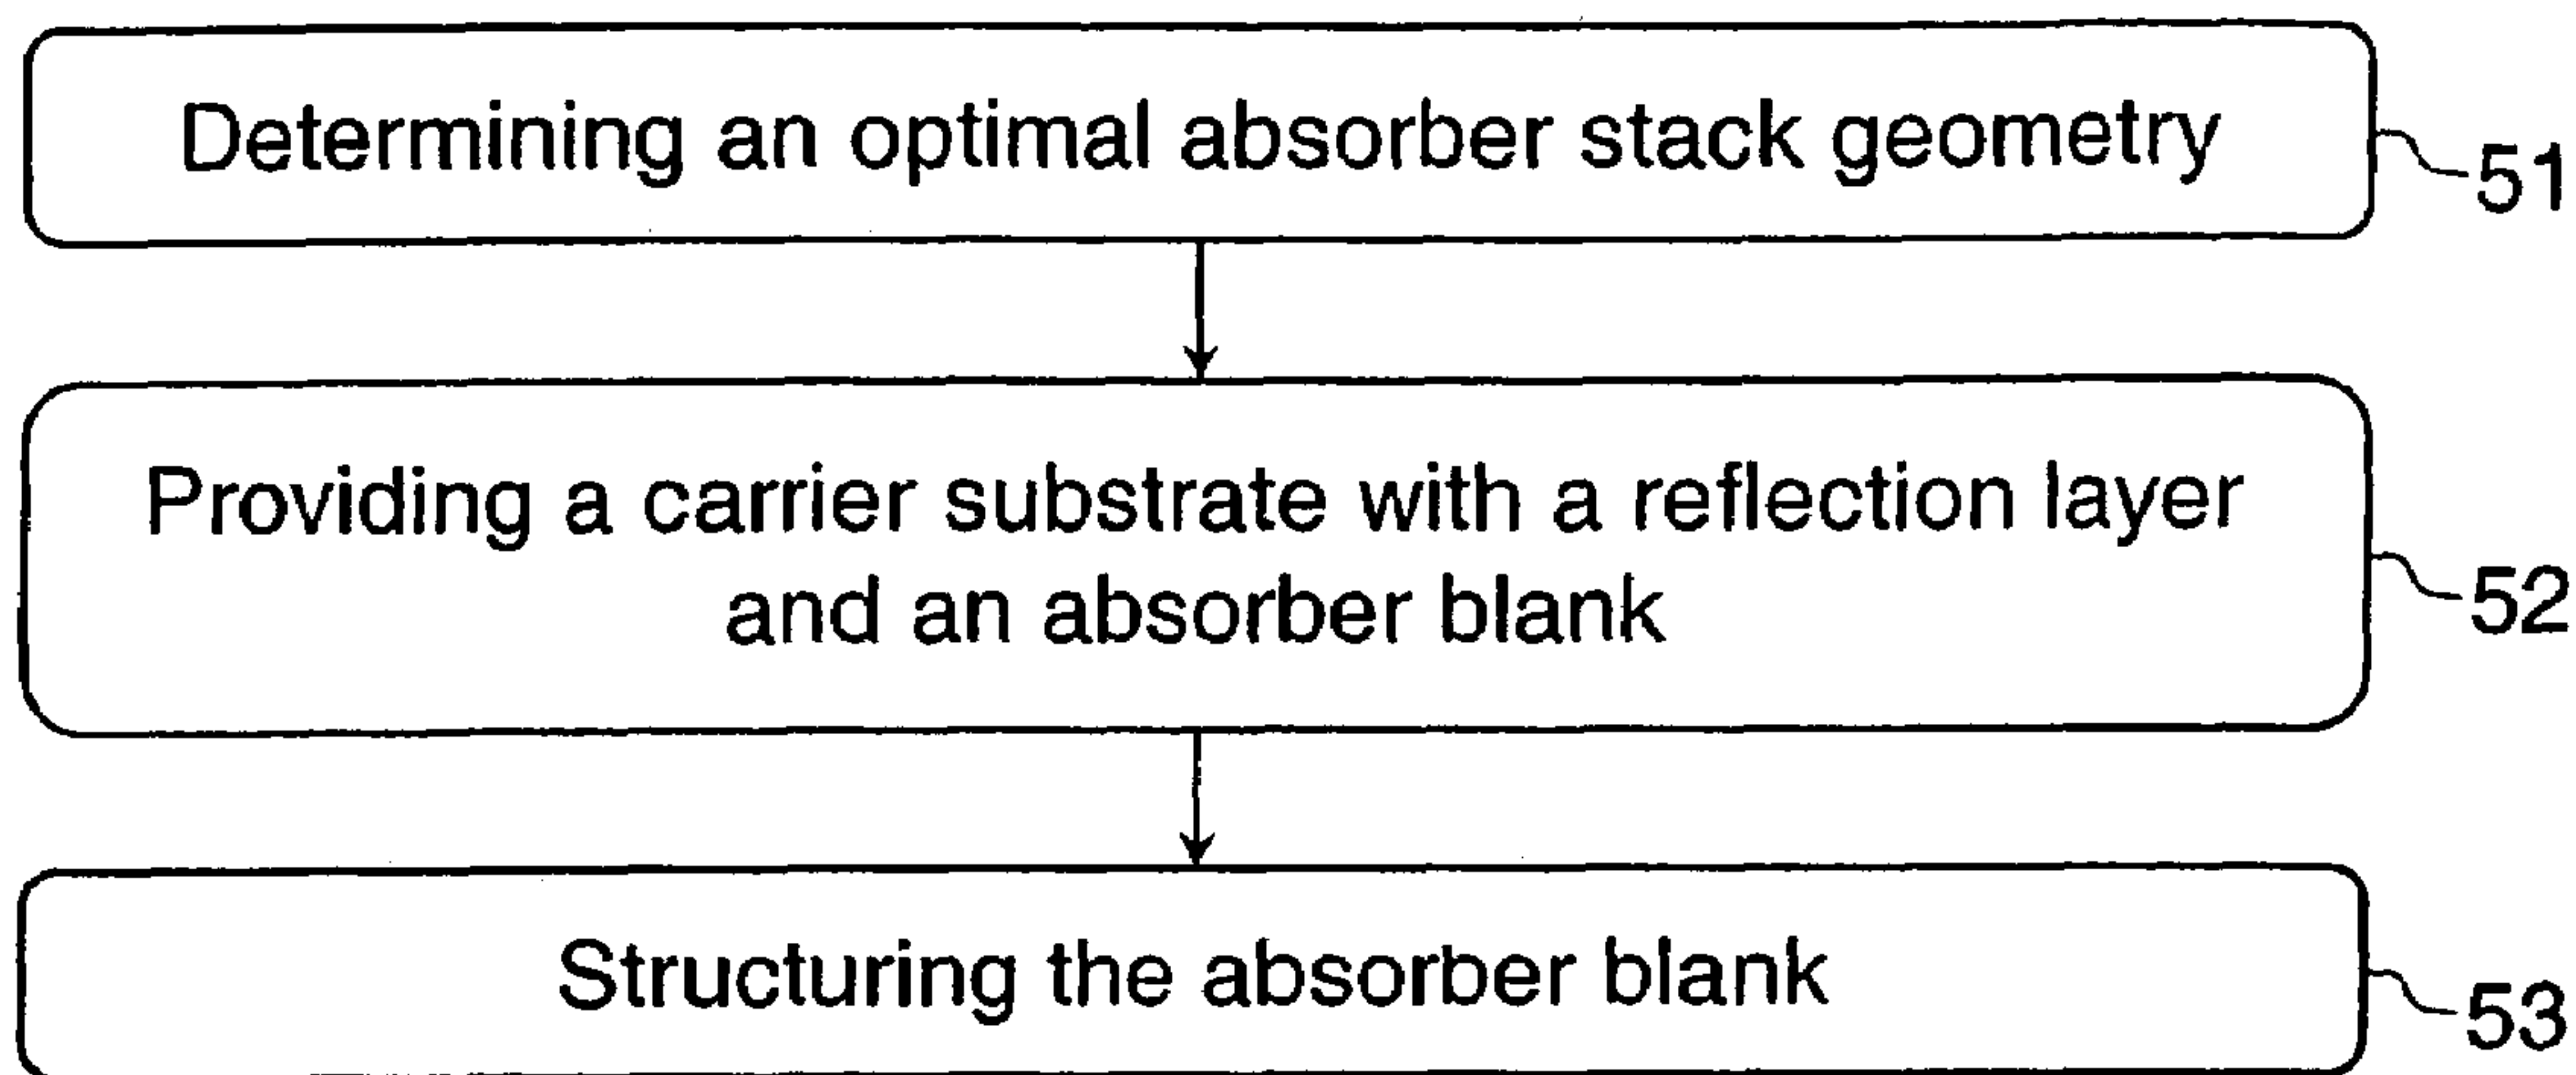 Determining an optimal absorber stack geometry
51
Providing a carrier substrate with a reflection layer
and an absorber blank
52
Structuring the absorber blank
53